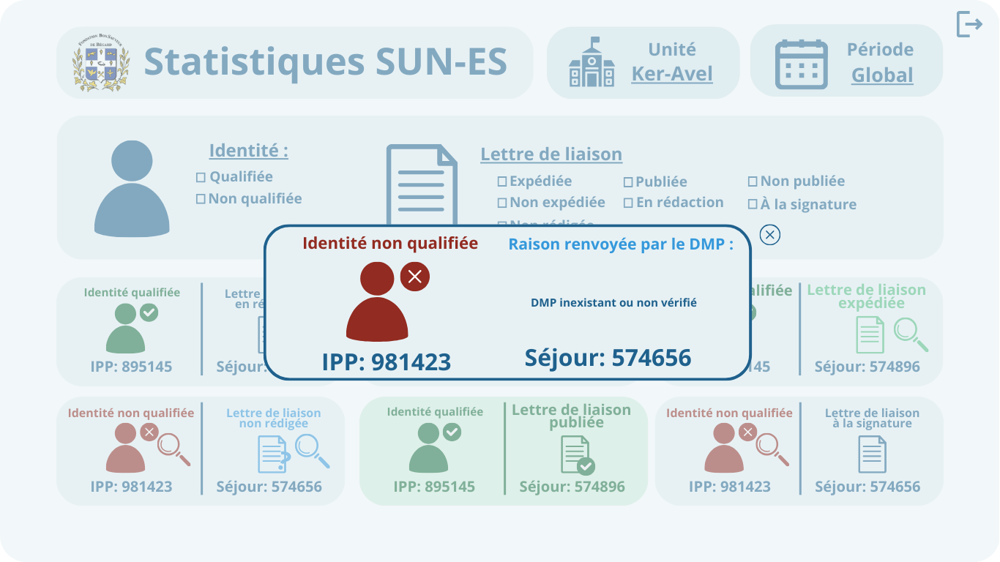 FONDATION BON SAUVEUR
DE BÉGARD
Statistiques SUN-ES
Unité
Ker-Avel
Période
Global
Identité :
Qualifiée
Non qualifiée
Lettre de liaison
Expédiée
Publiée
Non publiée
Non expédiée
En rédaction
À la signature
Non rédigée
Identité non qualifiée
Raison renvoyée par le DMP :
DMP inexistant ou non vérifié
IPP: 981423
Séjour: 574656
Identité qualifiée
Lettre
en ré
IPP: 895145
Séjour:
alifiée
Lettre de liaison
expédiée
145
Séjour: 574896
Identité non qualifiée
Lettre de liaison
non rédigée
?
IPP: 981423
Séjour: 574656
Identité qualifiée
Lettre de liaison
publiée
IPP: 895145
Séjour: 574896
Identité non qualifiée
Lettre de liaison
à la signature
IPP: 981423
Séjour: 574656